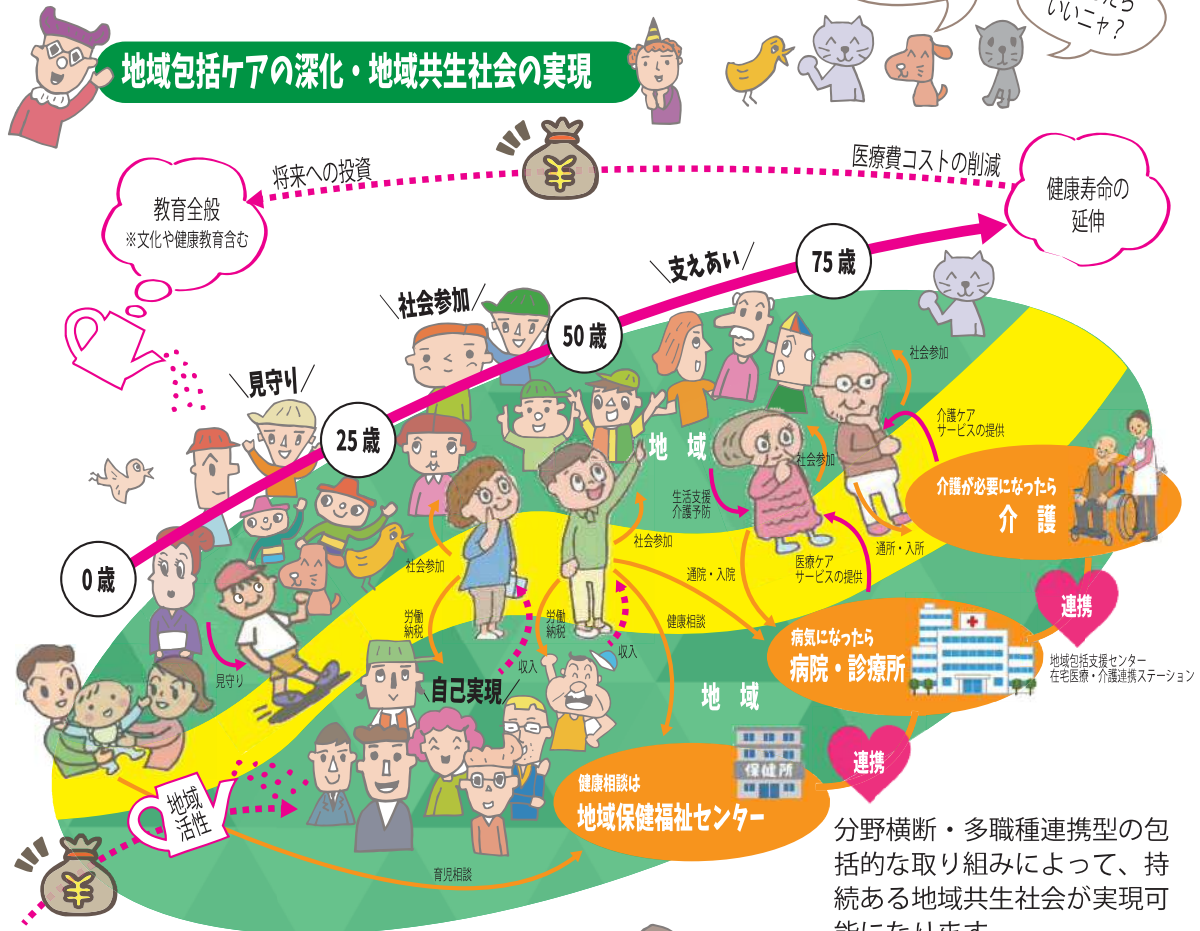 いいニャ？
地域包括ケアの深化・地域共生社会の実現
将来への投資
医療費コストの削減
健康寿命の
延伸
教育全般
※文化や健康教育含む
75歳
支えあい
社会参加
50歳
見守り
25歳
0歳
社会参加
介護ケア
サービスの提供
地域
社会参加
介護が必要になったら
介護
生活支援
介護予防
社会参加
通所・入所
医療ケア
サービスの提供
通院・入院
社会参加
労働
納税
労働
納税
健康相談
収入
収入
見守り
自己実現
病気になったら
病院・診療所
連携
地域包括支援センター
在宅医療・介護連携ステーション
地域
保健所
連携
健康相談は
地域保健福祉センター
地域
活性
育児相談
分野横断・多職種連携型の包
括的な取り組みによって、持
続ある地域共生社会が実現可
能になります